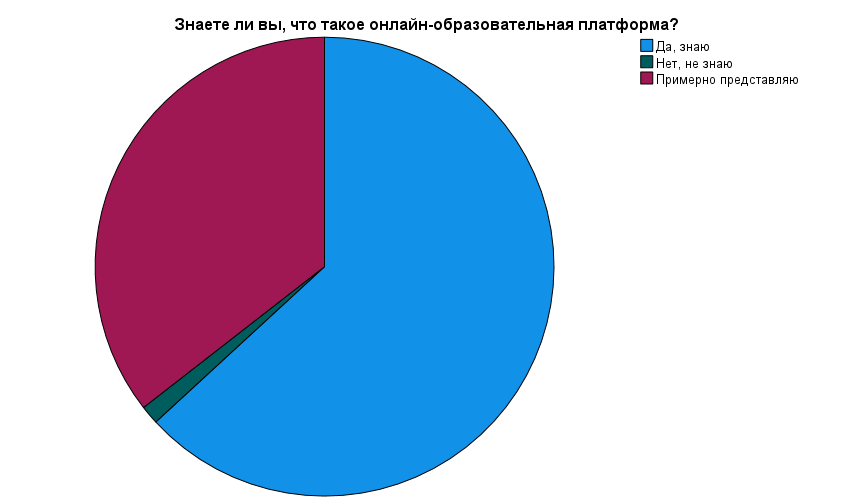 Знаете ли вы, что такое онлайн-образовательная платформа?
Да, знаю
Нет, не знаю
Примерно представляю